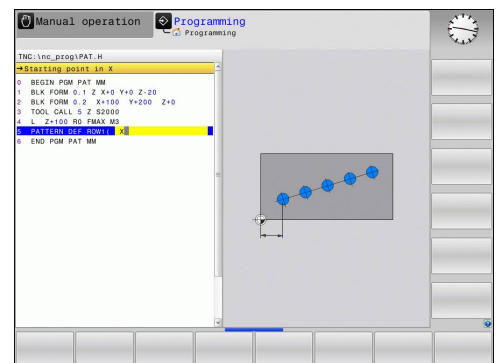 Manual operation
Programming
Programming
TNC:\nc_prog\PAT.H
→Starting point in X
0 BEGIN PGM PAT MM
1 BLK FORM 0.1 Z X+0 Y+0 Z-20
2 BLK FORM 0.2 X+100 Y+200 Z+0
3 TOOL CALL 5 Z S2000
4 L Z+100 R0 FMAX M3
5 PATTERN DEF ROW1( X
6 END PGM PAT MM